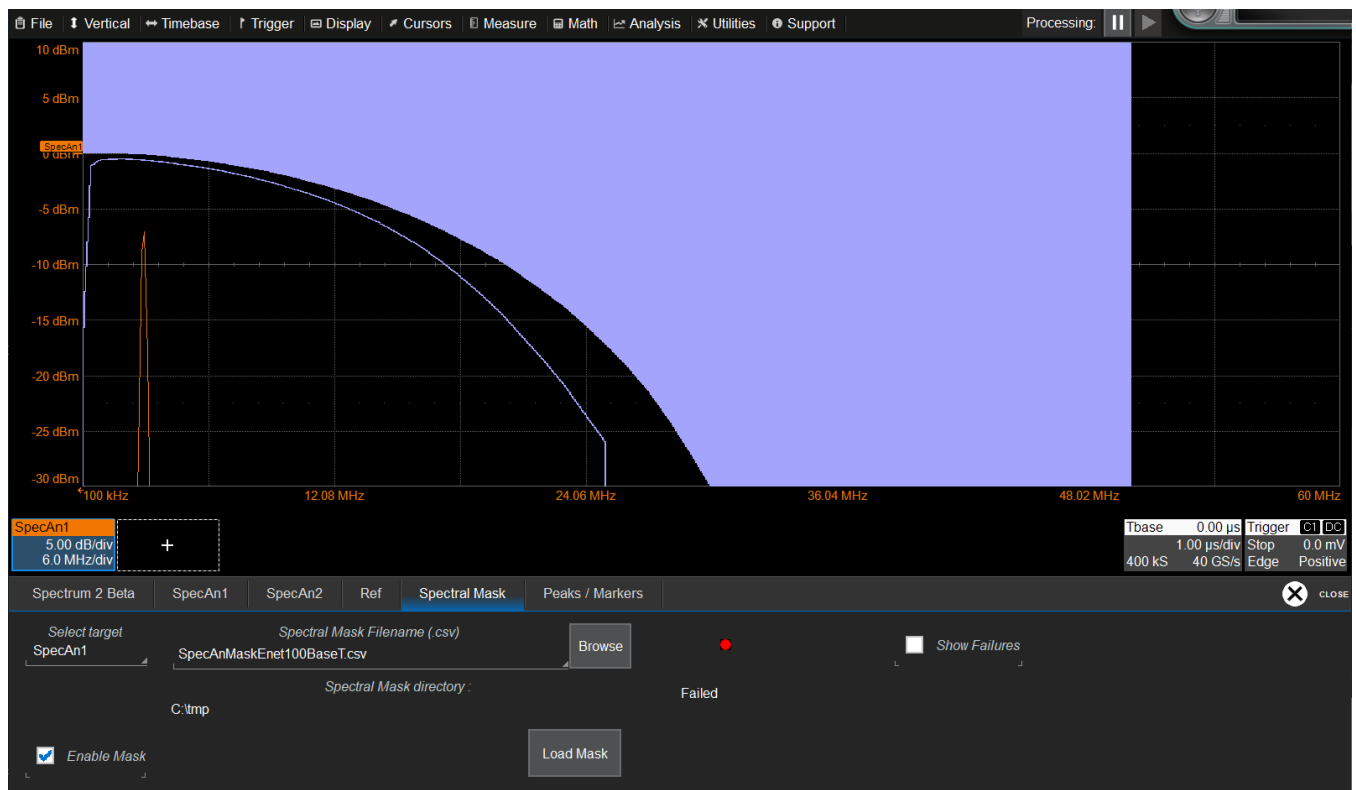 File Vertical Timebase Trigger Display Cursors Measure Math Analysis Utilities Support Processing:
10 dBm
5 dBm
SpecAn1
0 dBm
-5 dBm
-10 dBm
-15 dBm
-20 dBm
-25 dBm
-30 dBm
100 kHz 12.08 MHz 24.06 MHz 36.04 MHz 48.02 MHz 60 MHz
SpecAn1
5.00 dB/div
6.0 MHz/div
+
Tbase 0.00 µs
1.00 µs/div
400 kS 40 GS/s
Trigger C1 DC
Stop 0.0 mV
Edge Positive
Spectrum 2 Beta SpecAn1 SpecAn2 Ref Spectral Mask Peaks / Markers CLOSE
Select target
SpecAn1
Spectral Mask Filename (.csv)
SpecAnMaskEnet100BaseT.csv
Browse
Show Failures
Spectral Mask directory :
C:\tmp
Failed
Enable Mask
Load Mask